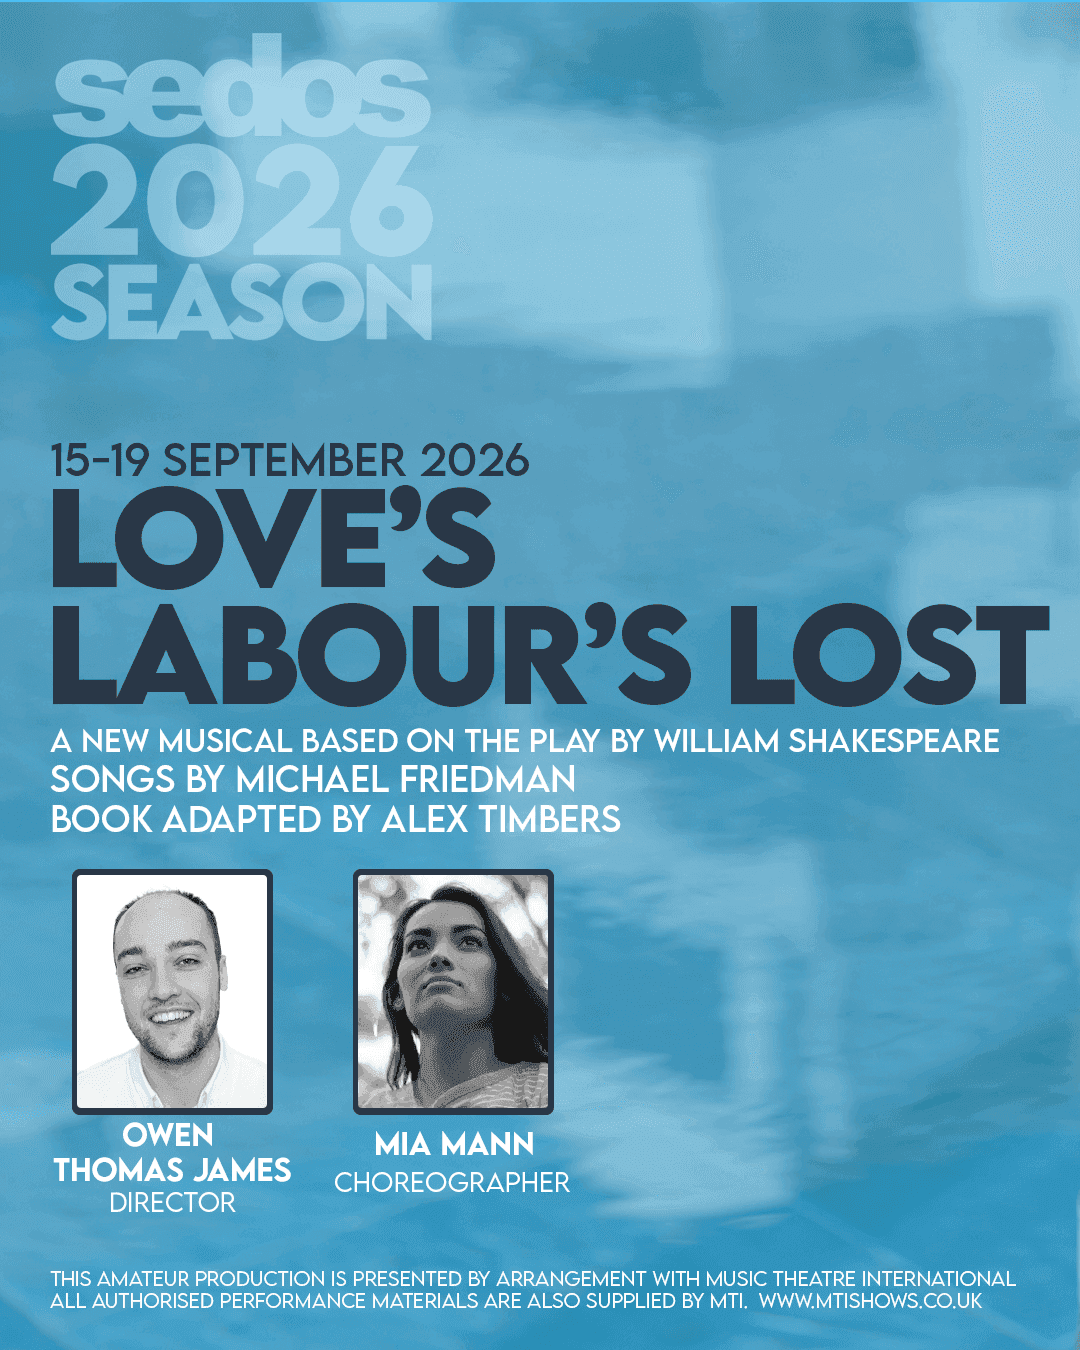 sedos
2026
SEASON
15-19 SEPTEMBER 2026
LOVE'S
LABOUR'S LOST
A NEW MUSICAL BASED ON THE PLAY BY WILLIAM SHAKESPEARE
SONGS BY MICHAEL FRIEDMAN
BOOK ADAPTED BY ALEX TIMBERS
OWEN
THOMAS JAMES
DIRECTOR
MIA MANN
CHOREOGRAPHER
THIS AMATEUR PRODUCTION IS PRESENTED BY ARRANGEMENT WITH MUSIC THEATRE INTERNATIONAL
ALL AUTHORISED PERFORMANCE MATERIALS ARE ALSO SUPPLIED BY MTI. WWW.MTISHOWS.CO.UK